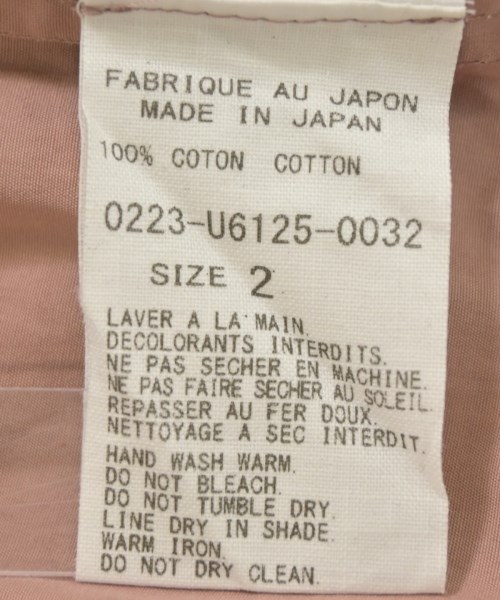 FABRIQUE AU JAPON
MADE IN JAPAN
100% COTON COTTON
0223-U6125-0032
SIZE 2
LAVER A LA MAIN.
DECOLORANTS INTERDITS.
NE PAS SECHER EN MACHINE.
NE PAS FAIRE SECHER AU SOLEIL.
REPASSER AU FER DOUX.
NETTOYAGE A SEC INTERDIT.
HAND WASH WARM.
DO NOT BLEACH.
DO NOT TUMBLE DRY.
LINE DRY IN SHADE.
WARM IRON.
DO NOT DRY CLEAN.